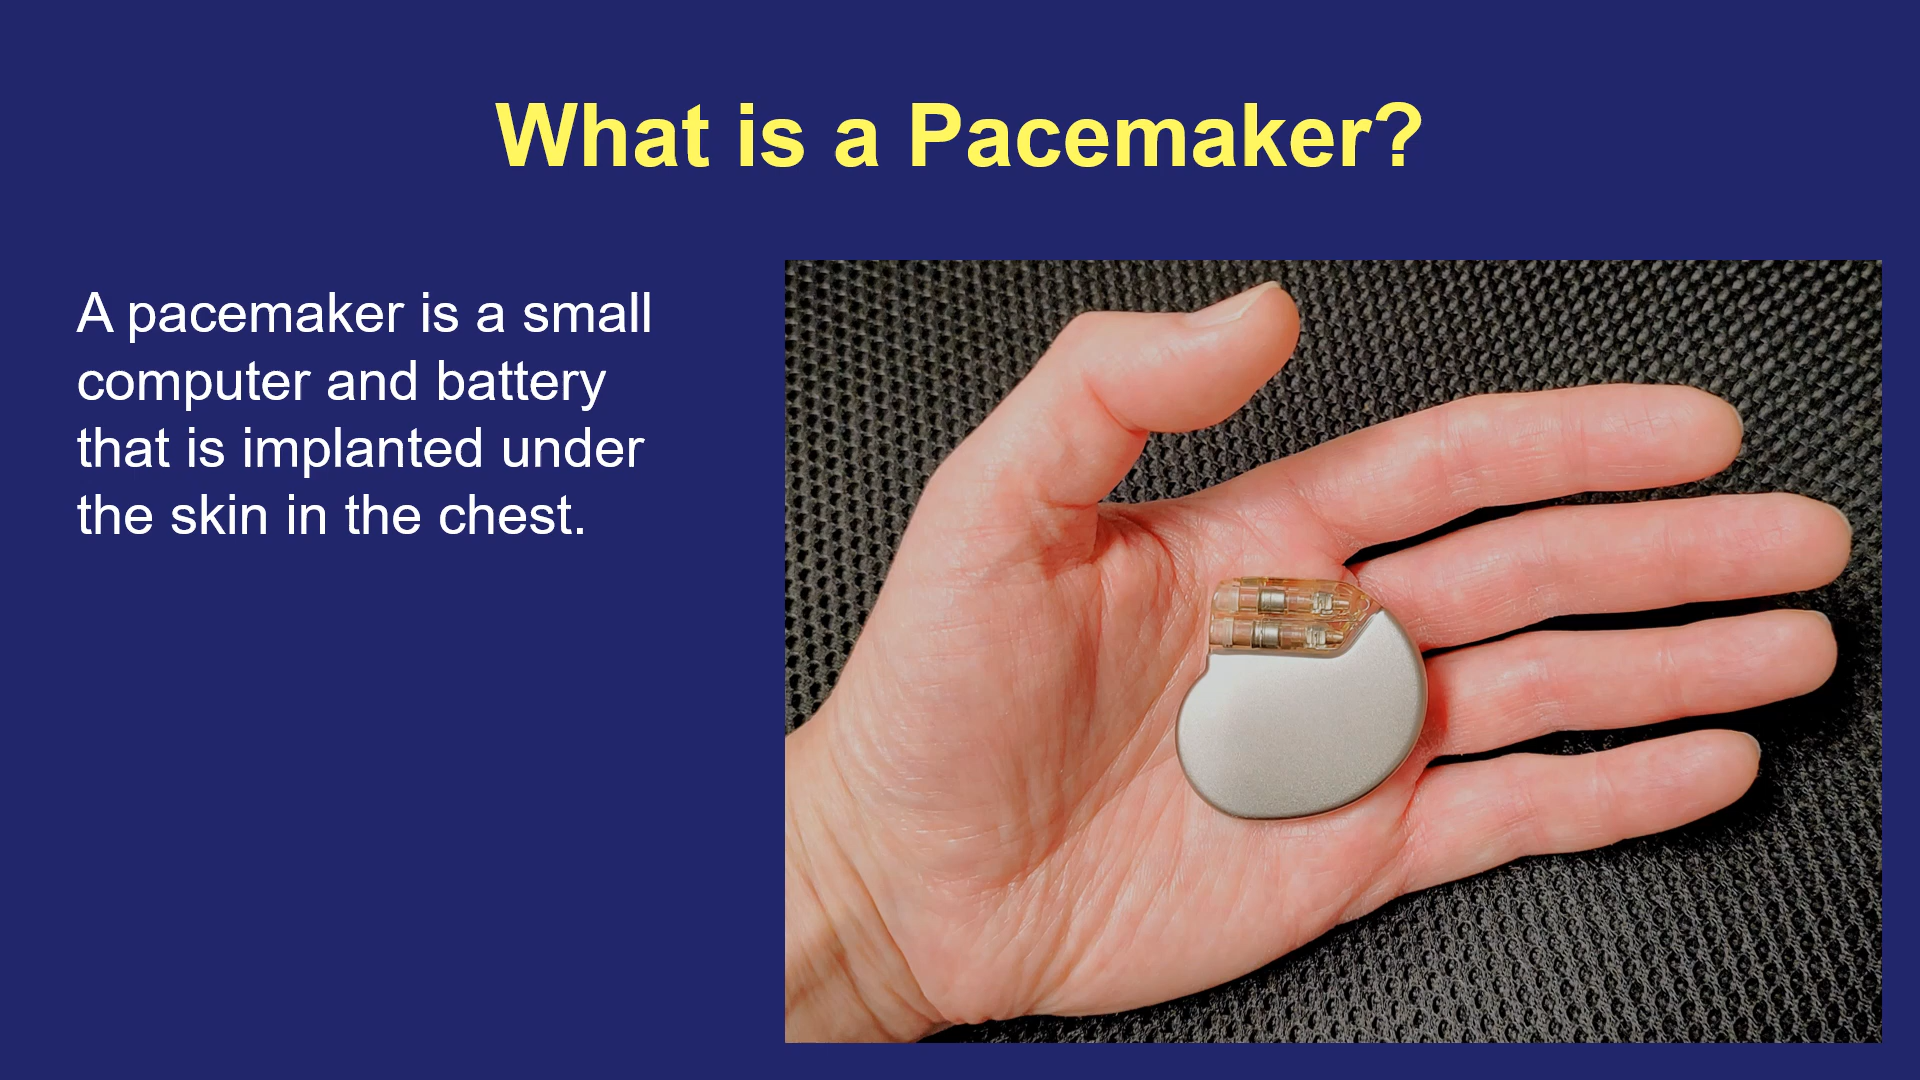 What is a Pacemaker?
A pacemaker is a small
computer and battery
that is implanted under
the skin in the chest.